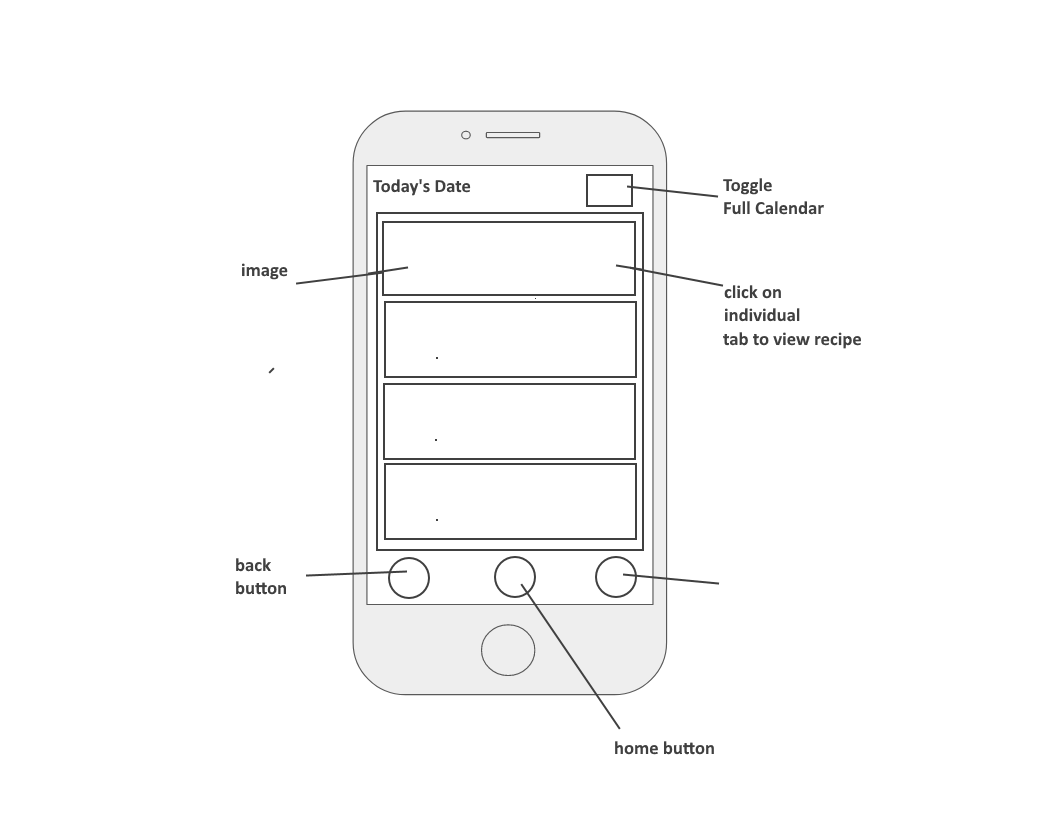 Today's Date
Toggle
Full Calendar
image
click on
individual
tab to view recipe
back
button
home button